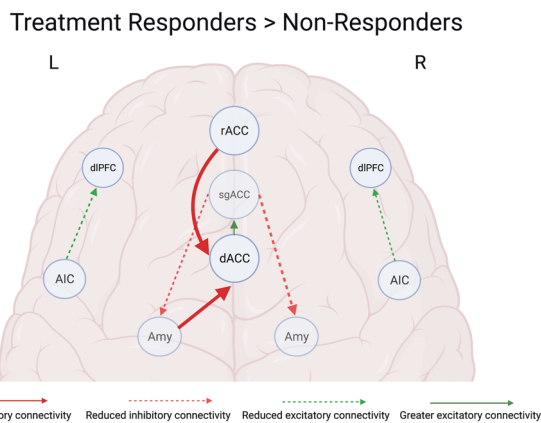 Treatment Responders > Non-Responders
L
R
rACC
dlPFC
dlPFC
sgACC
dACC
AIC
AIC
Amy
Amy
ory connectivity
Reduced inhibitory connectivity
Reduced excitatory connectivity
Greater excitatory connectivity